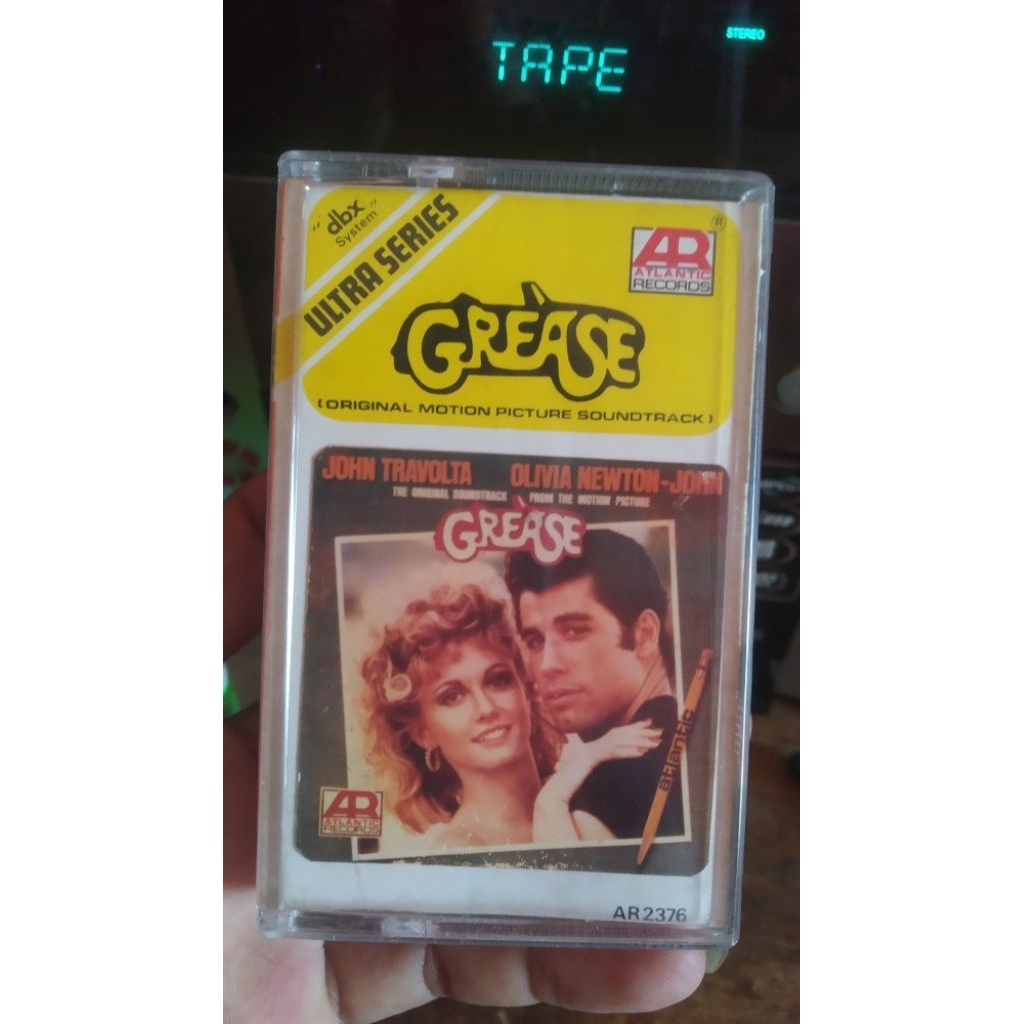 STEREO
TAPE
"dbx"
System
ULTRA SERIES
AR
ATLANTIC
RECORDS
®
GREASE
(ORIGINAL MOTION PICTURE SOUNDTRACK)
JOHN TRAVOLTA OLIVIA NEWTON-JOHN
THE ORIGINAL SOUNDTRACK FROM THE MOTION PICTURE
GREASE
atlantic
AR
ATLANTIC
RECORDS
AR 2376